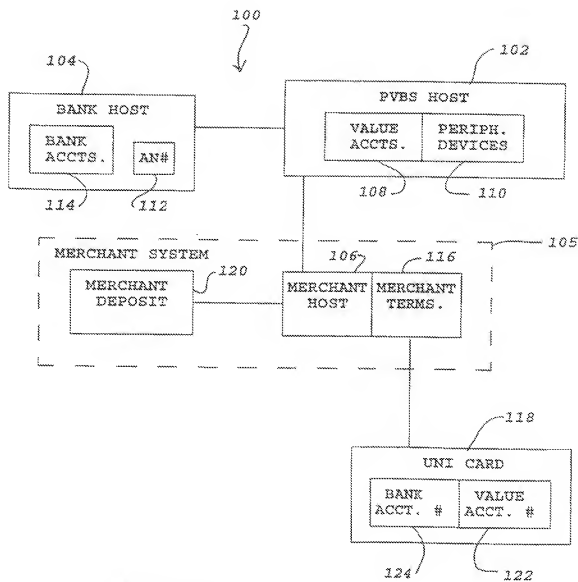 100
104
102
BANK HOST
BANK
ACCTS.
AN#
114
112
PVBS HOST
VALUE
ACCTS.
PERIPH.
DEVICES
108
110
105
MERCHANT SYSTEM
120
106
116
MERCHANT
DEPOSIT
MERCHANT
HOST
MERCHANT
TERMS.
118
UNI CARD
BANK
ACCT. #
VALUE
ACCT. #
124
122